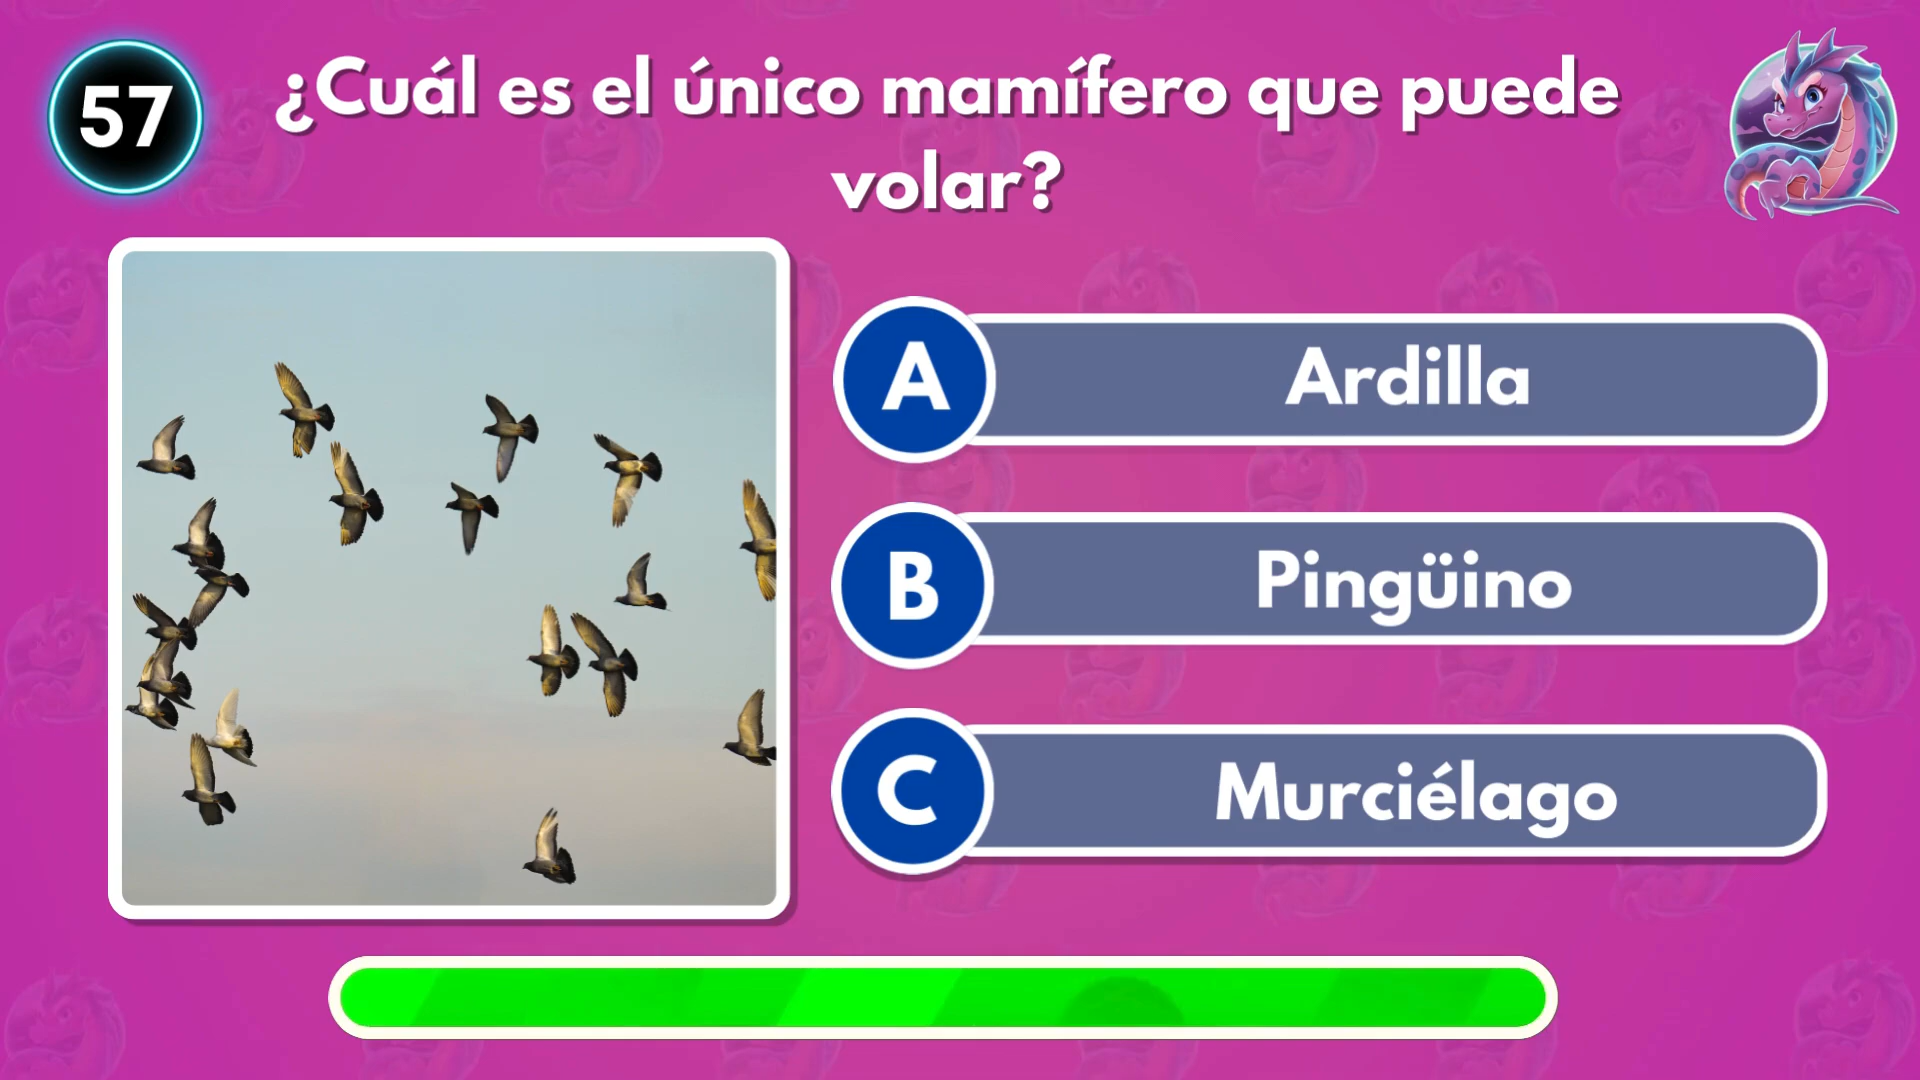 57
¿Cuál es el único mamífero que puede
volar?
A
Ardilla
B
Pingüino
C
Murciélago